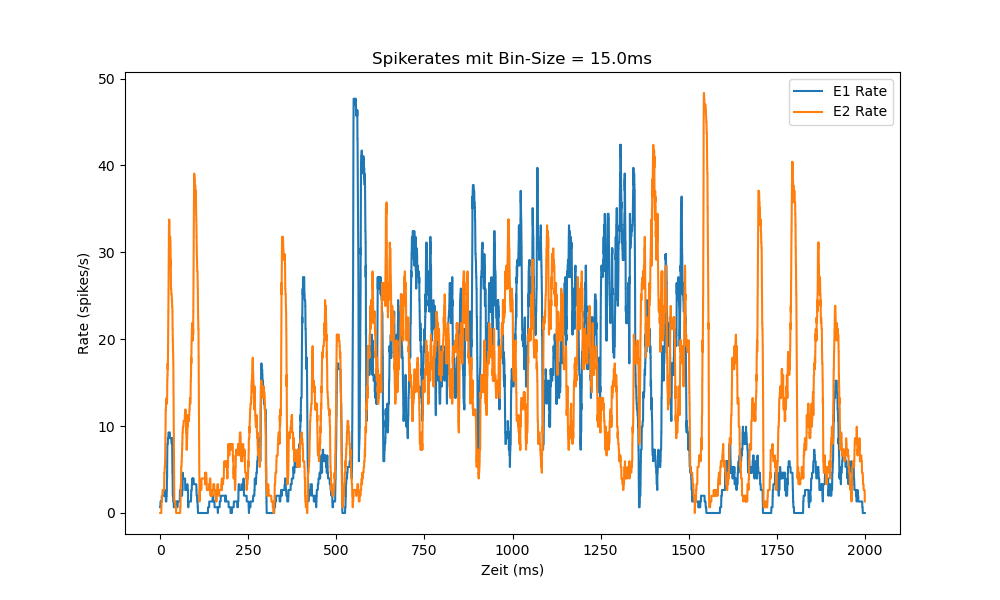 Spikerates mit Bin-Size = 15.0ms
E1 Rate
E2 Rate
Rate (spikes/s)
50
40
30
20
10
0
0 250 500 750 1000 1250 1500 1750 2000
Zeit (ms)